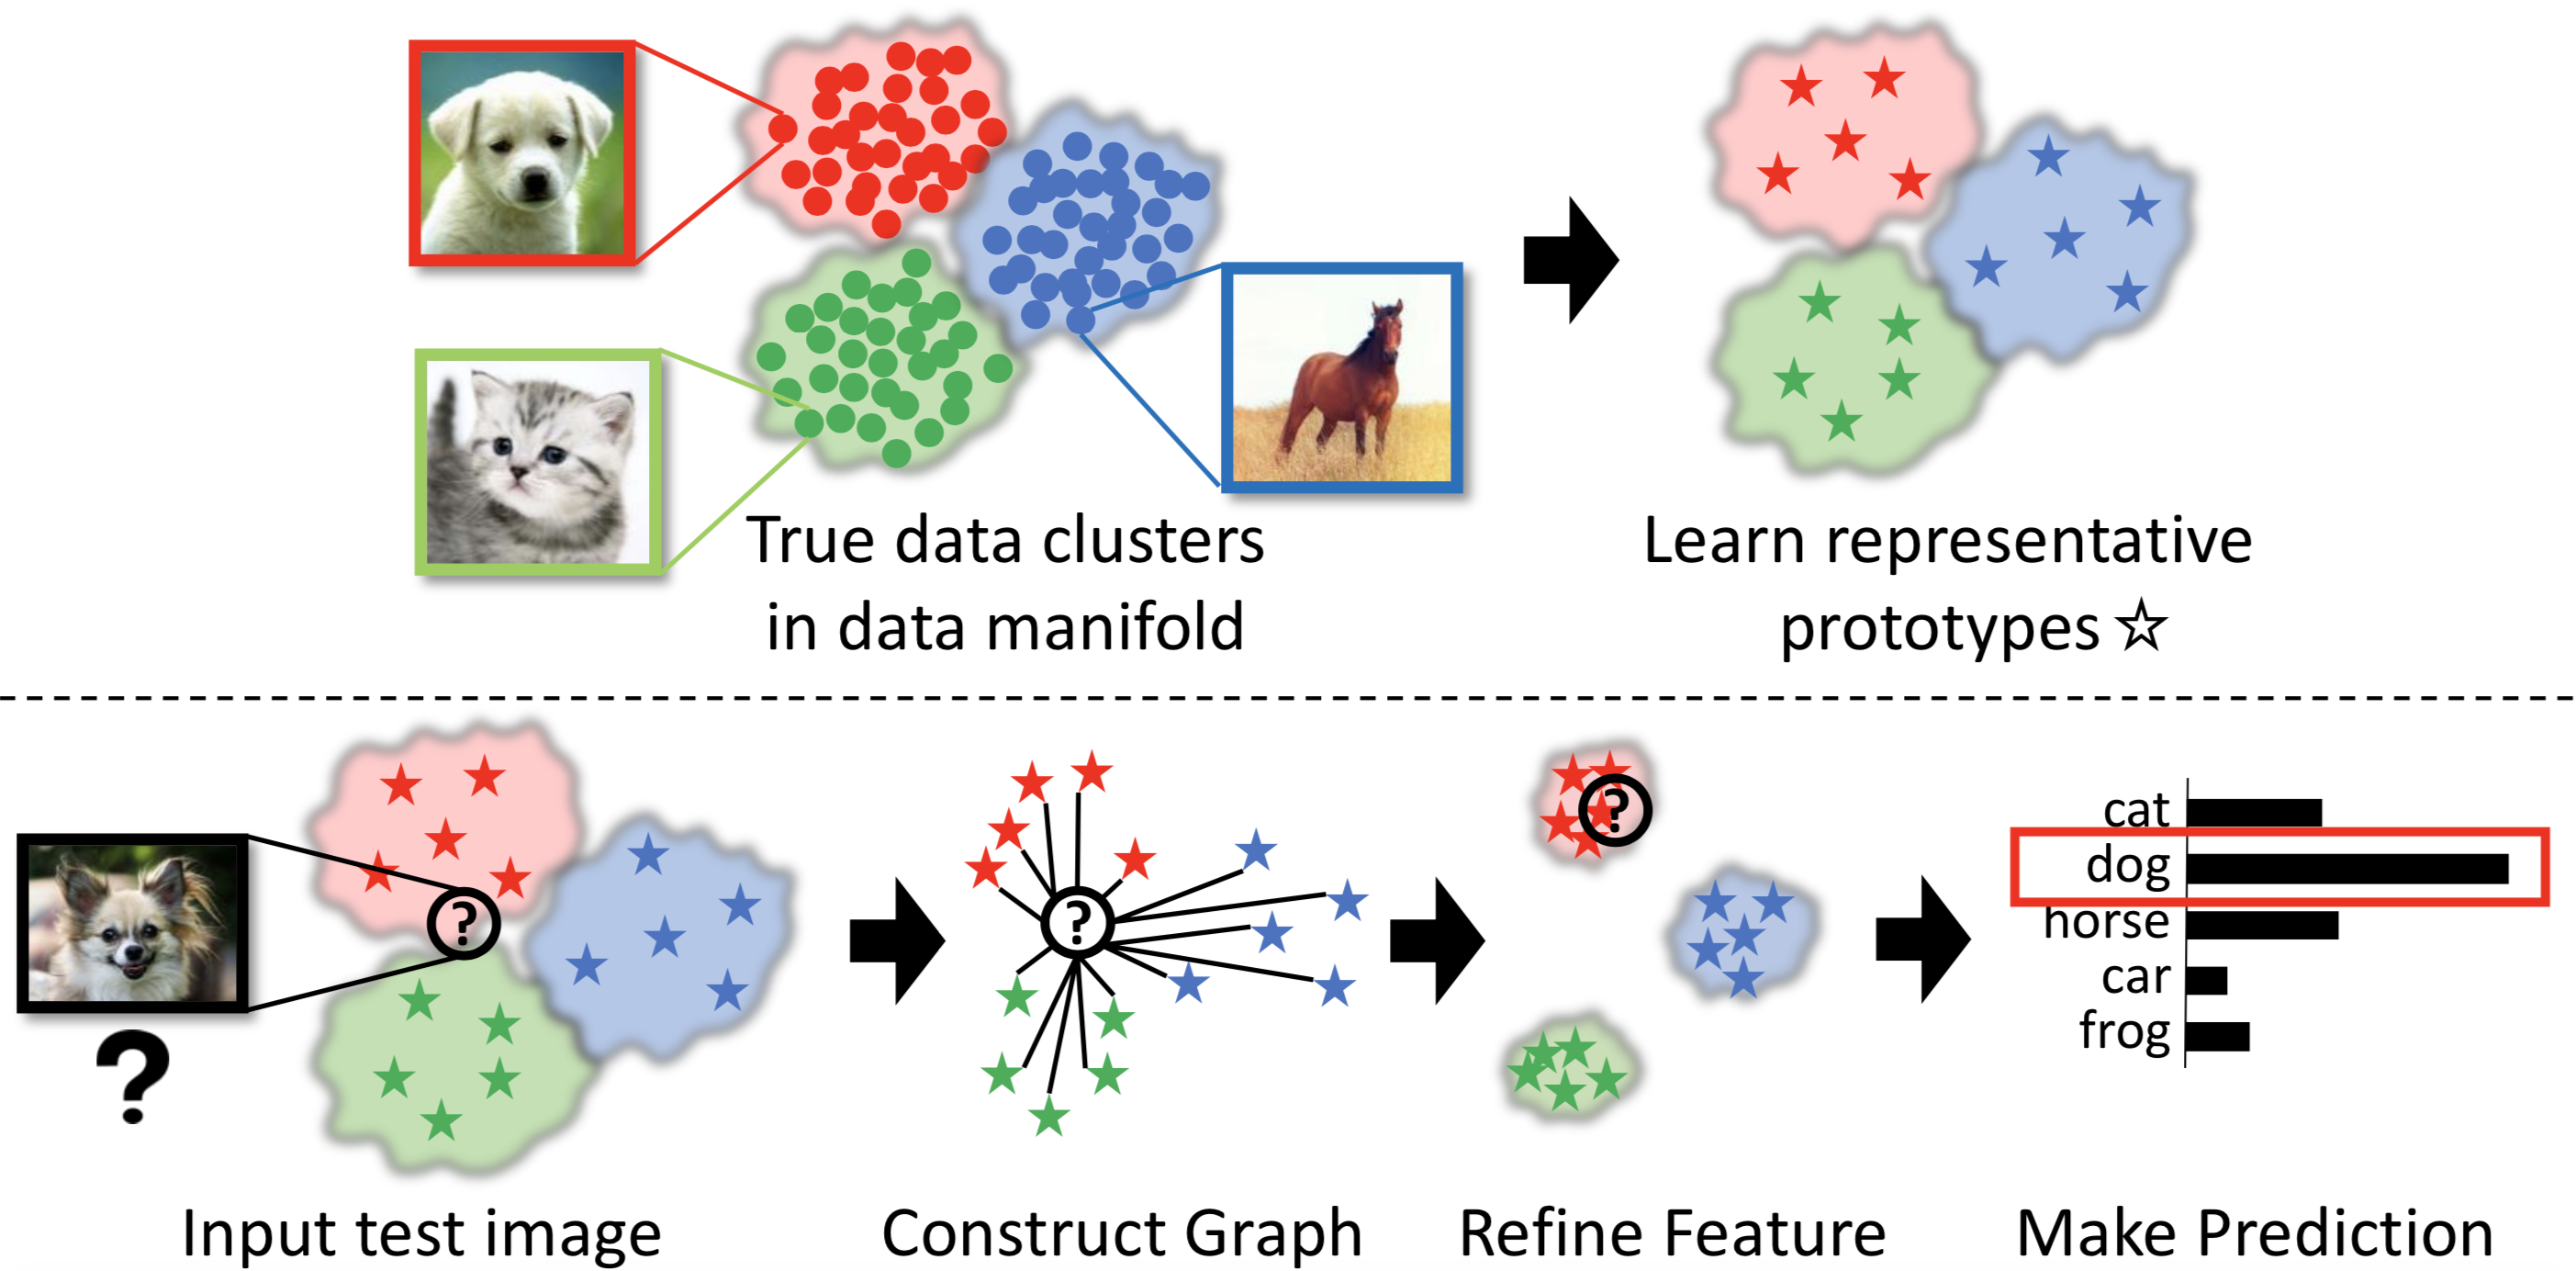 True data clusters
in data manifold
Learn representative
prototypes ☆
?
?
?
?
cat
dog
horse
car
frog
Input test image
Construct Graph
Refine Feature
Make Prediction